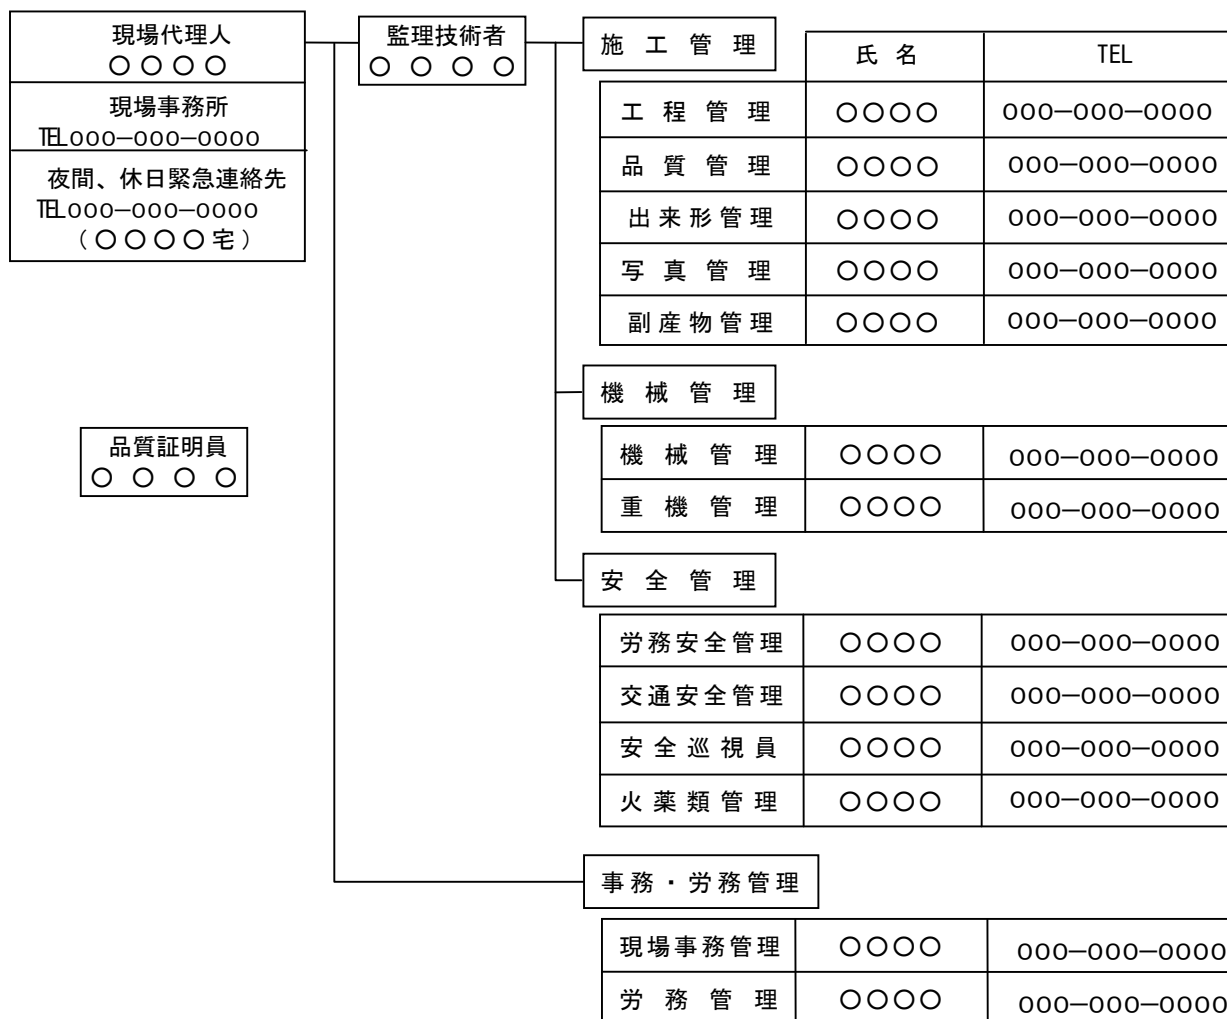 現場代理人
○○○○
現場事務所
TEL000−000−0000
夜間、休日緊急連絡先
TEL000−000−0000
(○○○○宅)
監理技術者
○ ○ ○ ○
品質証明員
○ ○ ○ ○
施 工 管 理
氏 名 TEL
工 程 管 理 ○○○○ 000−000−0000
品 質 管 理 ○○○○ 000−000−0000
出来形管理 ○○○○ 000−000−0000
写 真 管 理 ○○○○ 000−000−0000
副産物管理 ○○○○ 000−000−0000
機 械 管 理
機 械 管 理 ○○○○ 000−000−0000
重 機 管 理 ○○○○ 000−000−0000
安 全 管 理
労務安全管理 ○○○○ 000−000−0000
交通安全管理 ○○○○ 000−000−0000
安全巡視員 ○○○○ 000−000−0000
火薬類管理 ○○○○ 000−000−0000
事務・労務管理
現場事務管理 ○○○○ 000−000−0000
労 務 管 理 ○○○○ 000−000−0000